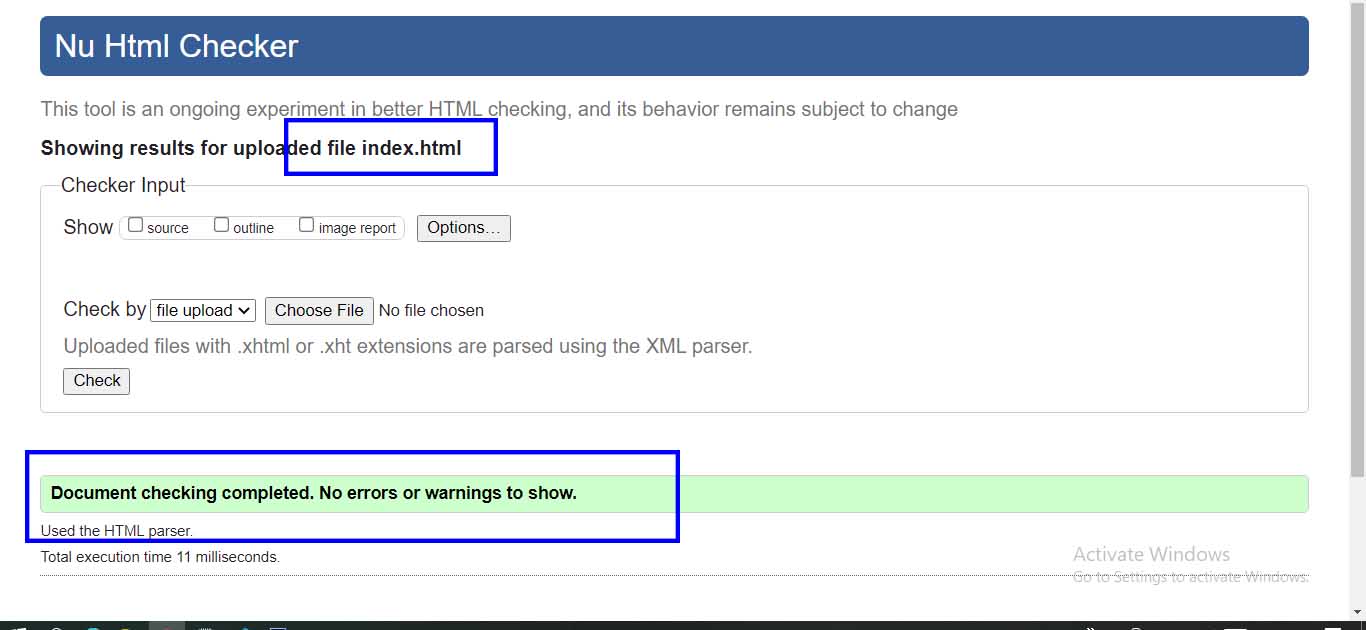 Nu Html Checker
This tool is an ongoing experiment in better HTML checking, and its behavior remains subject to change
Showing results for uploaded file index.html
Checker Input
Show source outline image report Options...
Check by file upload Choose File No file chosen
Uploaded files with .xhtml or .xht extensions are parsed using the XML parser.
Check
Document checking completed. No errors or warnings to show.
Used the HTML parser.
Total execution time 11 milliseconds.
Activate Windows
Go to Settings to activate Windows.